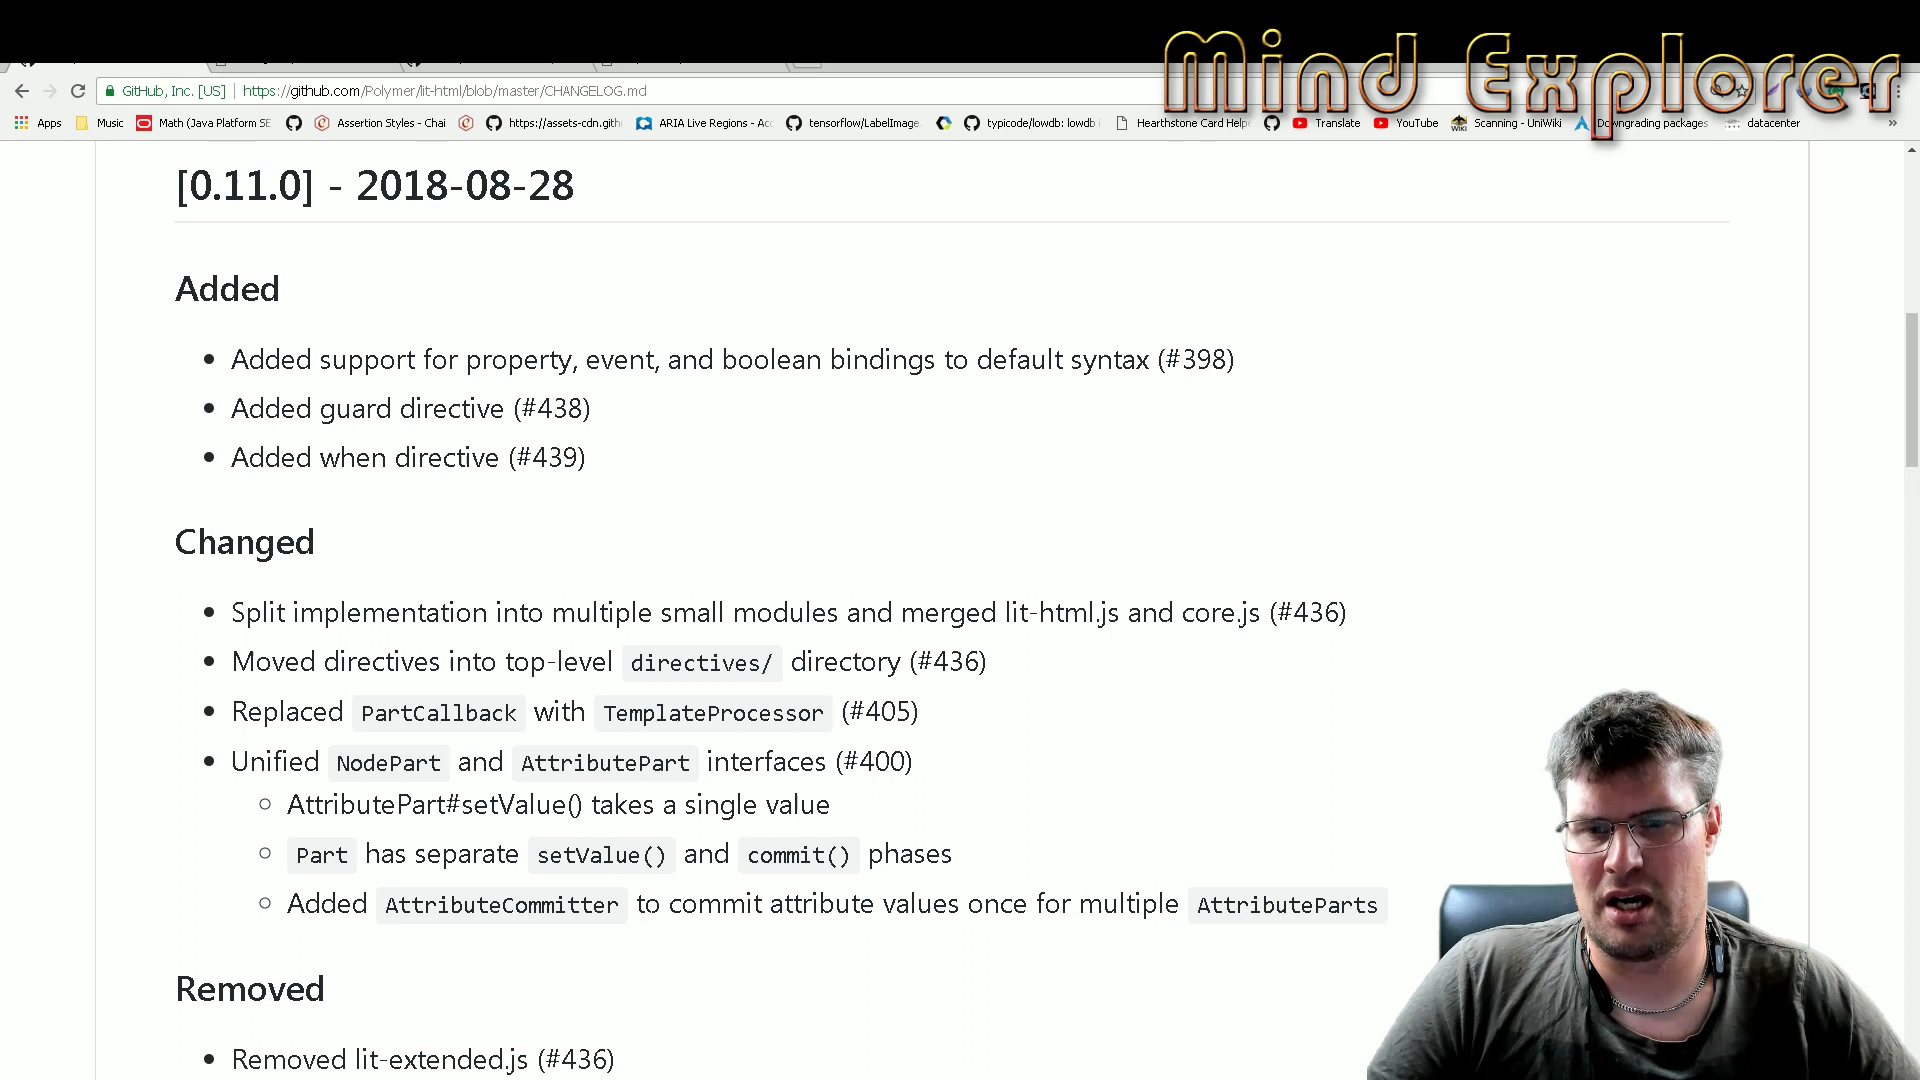 Mind Explorer
GitHub, Inc. [US] | https://github.com/Polymer/lit-html/blob/master/CHANGELOG.md
Apps Music Math (Java Platform SE Assertion Styles - Chai https://assets-cdn.gith ARIA Live Regions - Acc tensorflow/LabelImage. typicode/lowdb: lowdb i Hearthstone Card Help Translate YouTube Scanning - UniWiki Downgrading packages datacenter »
[0.11.0] - 2018-08-28
Added
• Added support for property, event, and boolean bindings to default syntax (#398)
• Added guard directive (#438)
• Added when directive (#439)
Changed
• Split implementation into multiple small modules and merged lit-html.js and core.js (#436)
• Moved directives into top-level directives/ directory (#436)
• Replaced PartCallback with TemplateProcessor (#405)
• Unified NodePart and AttributePart interfaces (#400)
○ AttributePart#setValue() takes a single value
○ Part has separate setValue() and commit() phases
○ Added AttributeCommitter to commit attribute values once for multiple AttributeParts
Removed
• Removed lit-extended.js (#436)